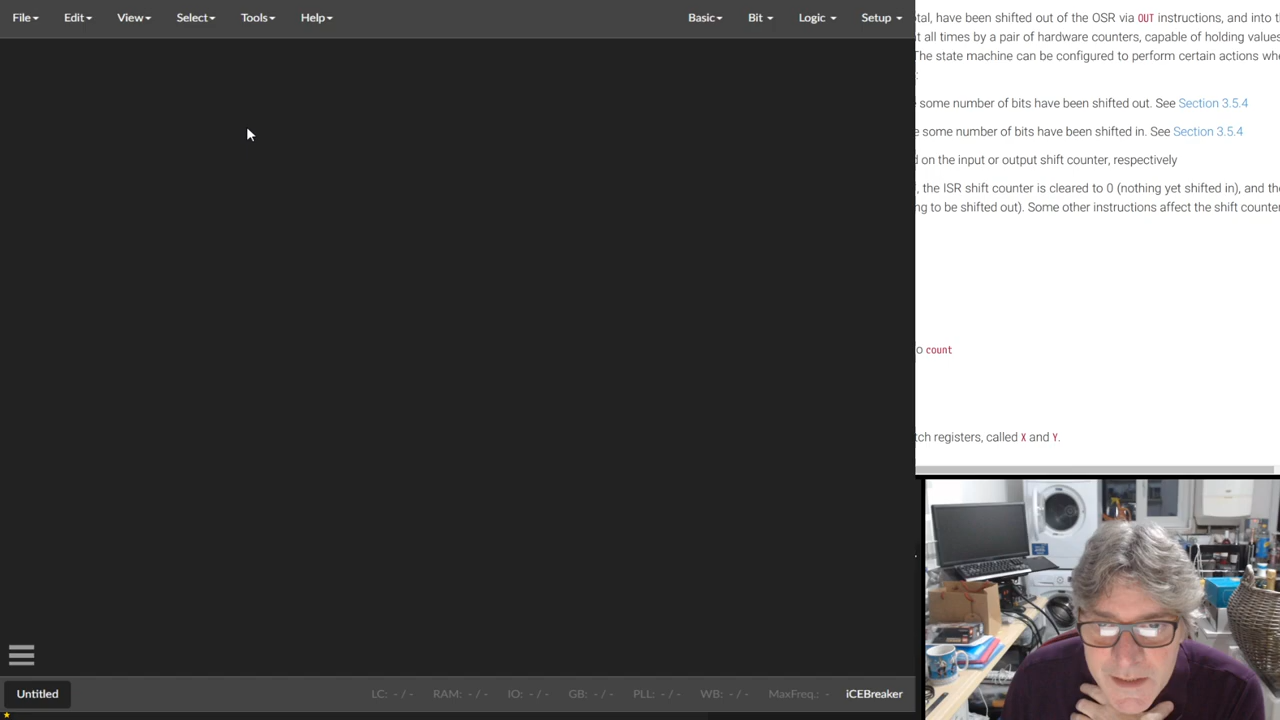 File Edit View Select Tools Help Basic Bit Logic Setup
tal, have been shifted out of the OSR via OUT instructions, and into t
t all times by a pair of hardware counters, capable of holding values
The state machine can be configured to perform certain actions whe
:
some number of bits have been shifted out. See Section 3.5.4
e some number of bits have been shifted in. See Section 3.5.4
d on the input or output shift counter, respectively
, the ISR shift counter is cleared to 0 (nothing yet shifted in), and the
ng to be shifted out). Some other instructions affect the shift counter
o count
tch registers, called X and Y.
Untitled LC: - / - RAM: - / - IO: - / - GB: - / - PLL: - / - WB: - / - MaxFreq.: - iCEBreaker